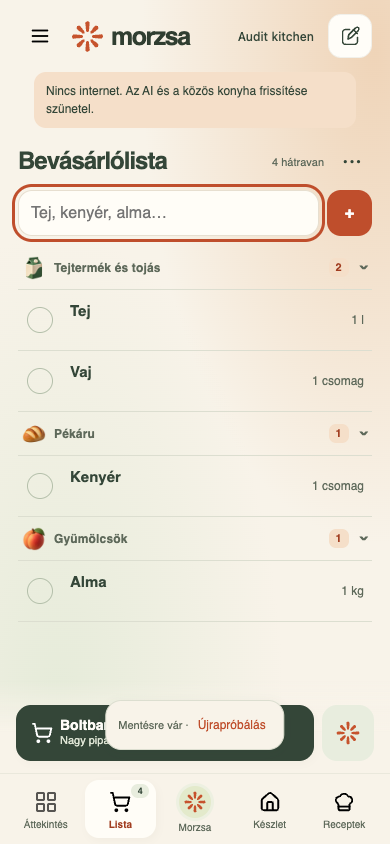 morzsa
Audit kitchen
Nincs internet. Az AI és a közös konyha frissítése
szünetel.
Bevásárlólista
4 hátravan
Tej, kenyér, alma…
+
Tejtermék és tojás
2
Tej
1 l
Vaj
1 csomag
Pékáru
1
Kenyér
1 csomag
Gyümölcsök
1
Alma
1 kg
Nagy
Mentésre vár ·
Újrapróbálás
4
Áttekintés
Lista
Morzsa
Készlet
Receptek